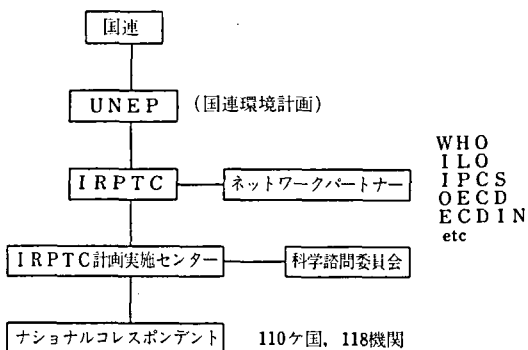 国連
UNEP (国連環境計画)
IRPTC ネットワークパートナー
WHO
ILO
IPCS
OECD
ECDIN
etc
IRPTC計画実施センター 科学諮問委員会
ナショナルコレスポンデント 110ケ国，118機関